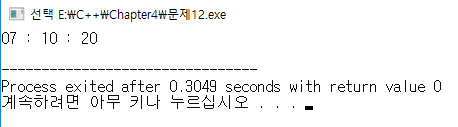 선택 E:\C++\Chapter4\문제12.exe
07 : 10 : 20
--------------------------------
Process exited after 0.3049 seconds with return value 0
계속하려면 아무 키나 누르십시오 . . .